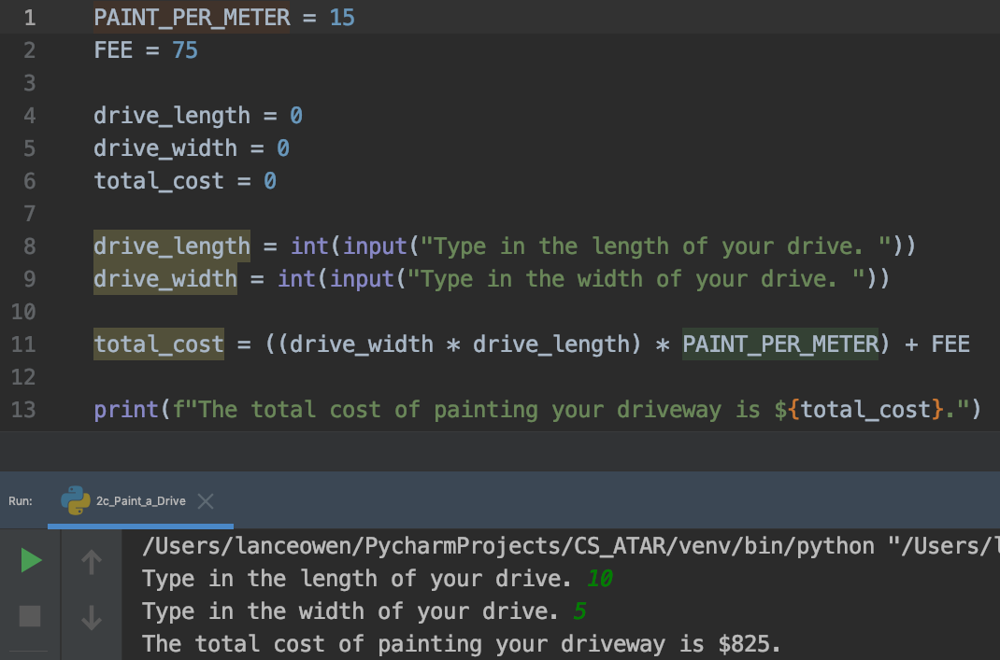 1 PAINT_PER_METER = 15
2 FEE = 75
3
4 drive_length = 0
5 drive_width = 0
6 total_cost = 0
7
8 drive_length = int(input("Type in the length of your drive. "))
9 drive_width = int(input("Type in the width of your drive. "))
10
11 total_cost = ((drive_width * drive_length) * PAINT_PER_METER) + FEE
12
13 print(f"The total cost of painting your driveway is ${total_cost}.")
Run: 2c_Paint_a_Drive
/Users/lanceowen/PycharmProjects/CS_ATAR/venv/bin/python "/Users/l
Type in the length of your drive. 10
Type in the width of your drive. 5
The total cost of painting your driveway is $825.